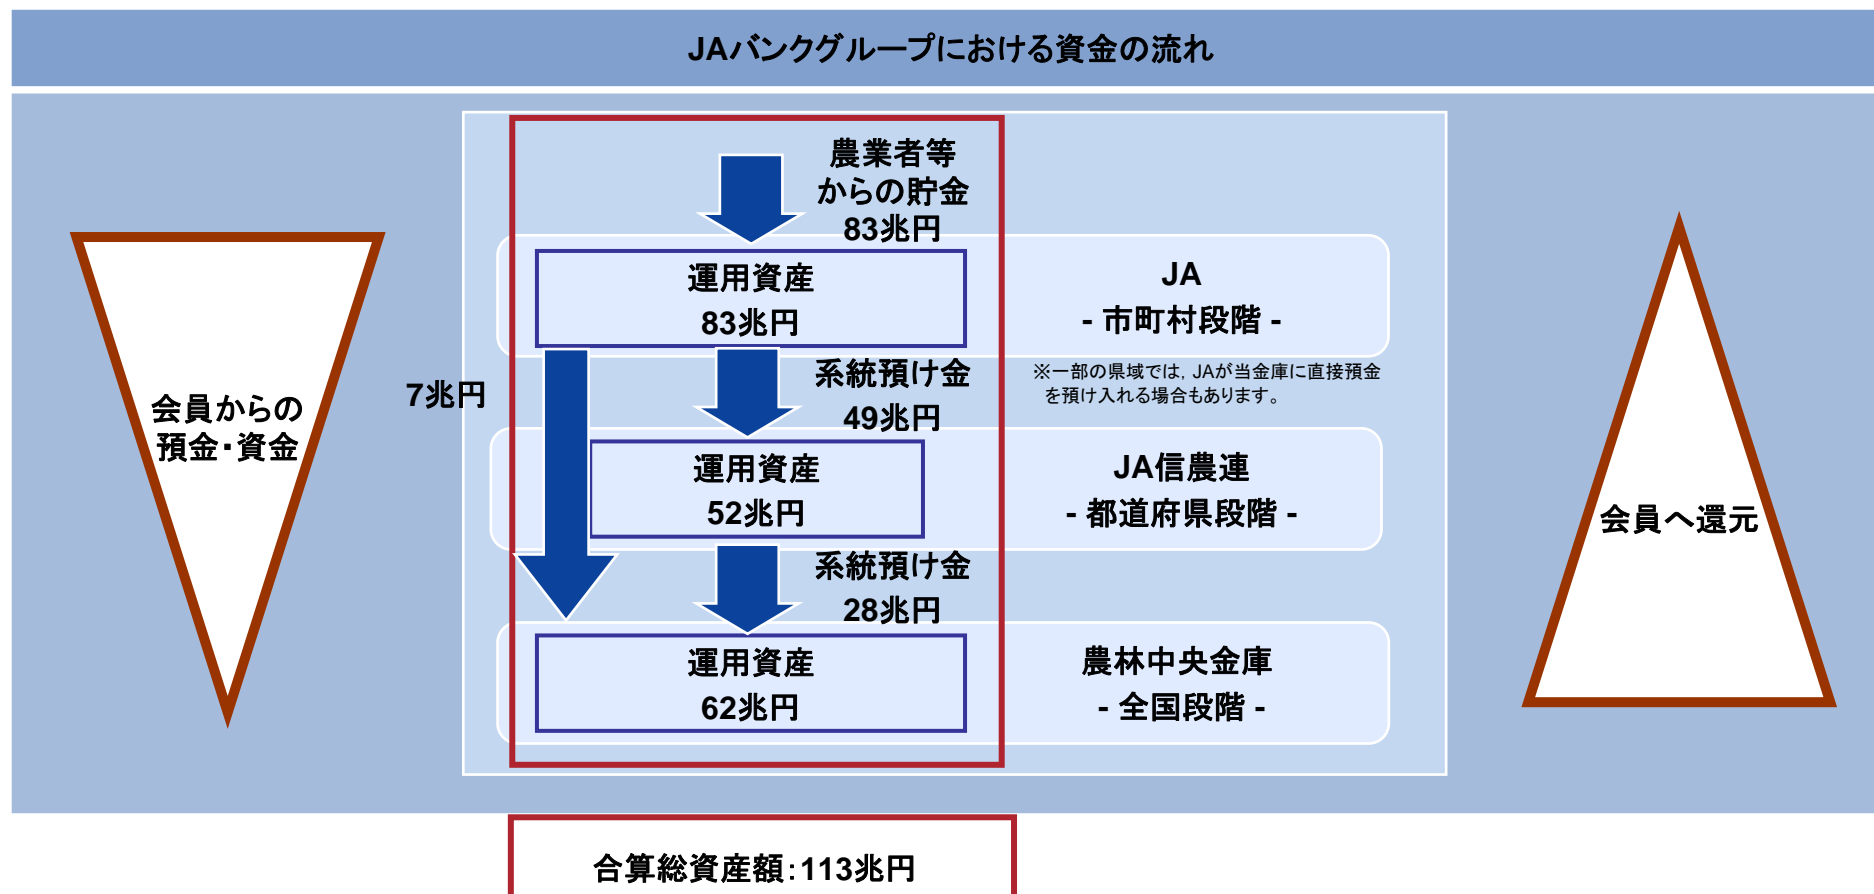 JAバンクグループにおける資金の流れ
農業者等
からの貯金
83兆円
運用資産
83兆円
JA
- 市町村段階 -
7兆円
系統預け金
49兆円
※一部の県域では, JAが当金庫に直接預金
を預け入れる場合もあります。
会員からの
預金・資金
運用資産
52兆円
JA信農連
- 都道府県段階 -
会員へ還元
系統預け金
28兆円
運用資産
62兆円
農林中央金庫
- 全国段階 -
合算総資産額：113兆円